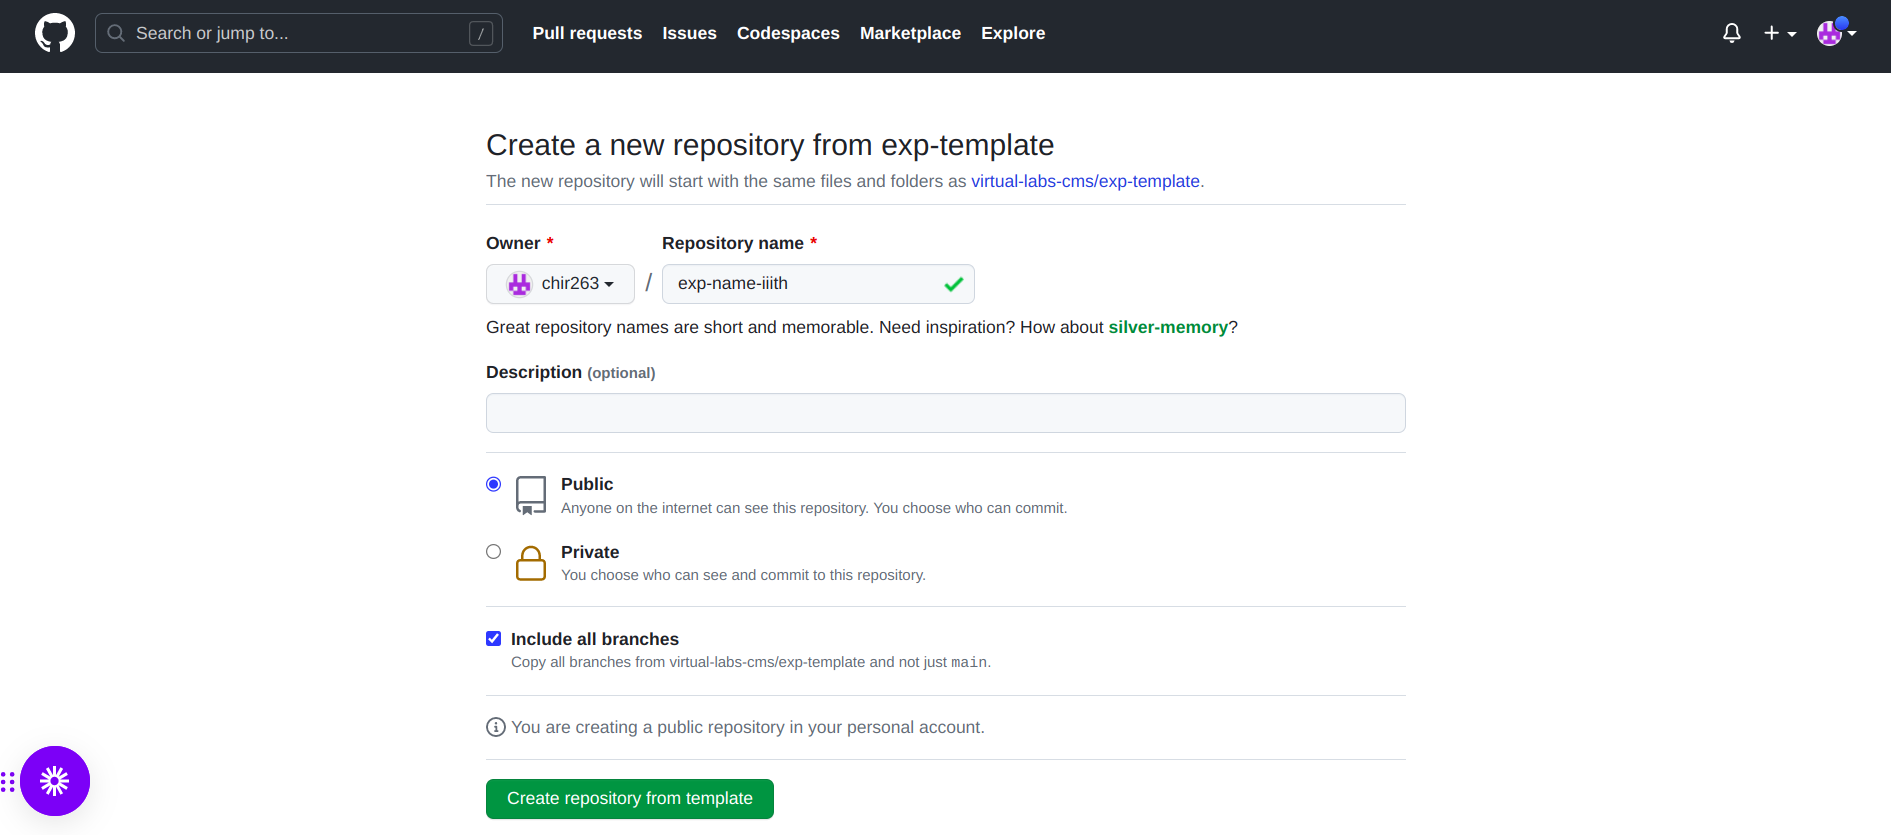 Search or jump to... / Pull requests Issues Codespaces Marketplace Explore
Create a new repository from exp-template
The new repository will start with the same files and folders as virtual-labs-cms/exp-template.
Owner * Repository name *
chir263 / exp-name-iiith
Great repository names are short and memorable. Need inspiration? How about silver-memory?
Description (optional)
Public
Anyone on the internet can see this repository. You choose who can commit.
Private
You choose who can see and commit to this repository.
Include all branches
Copy all branches from virtual-labs-cms/exp-template and not just main.
You are creating a public repository in your personal account.
Create repository from template